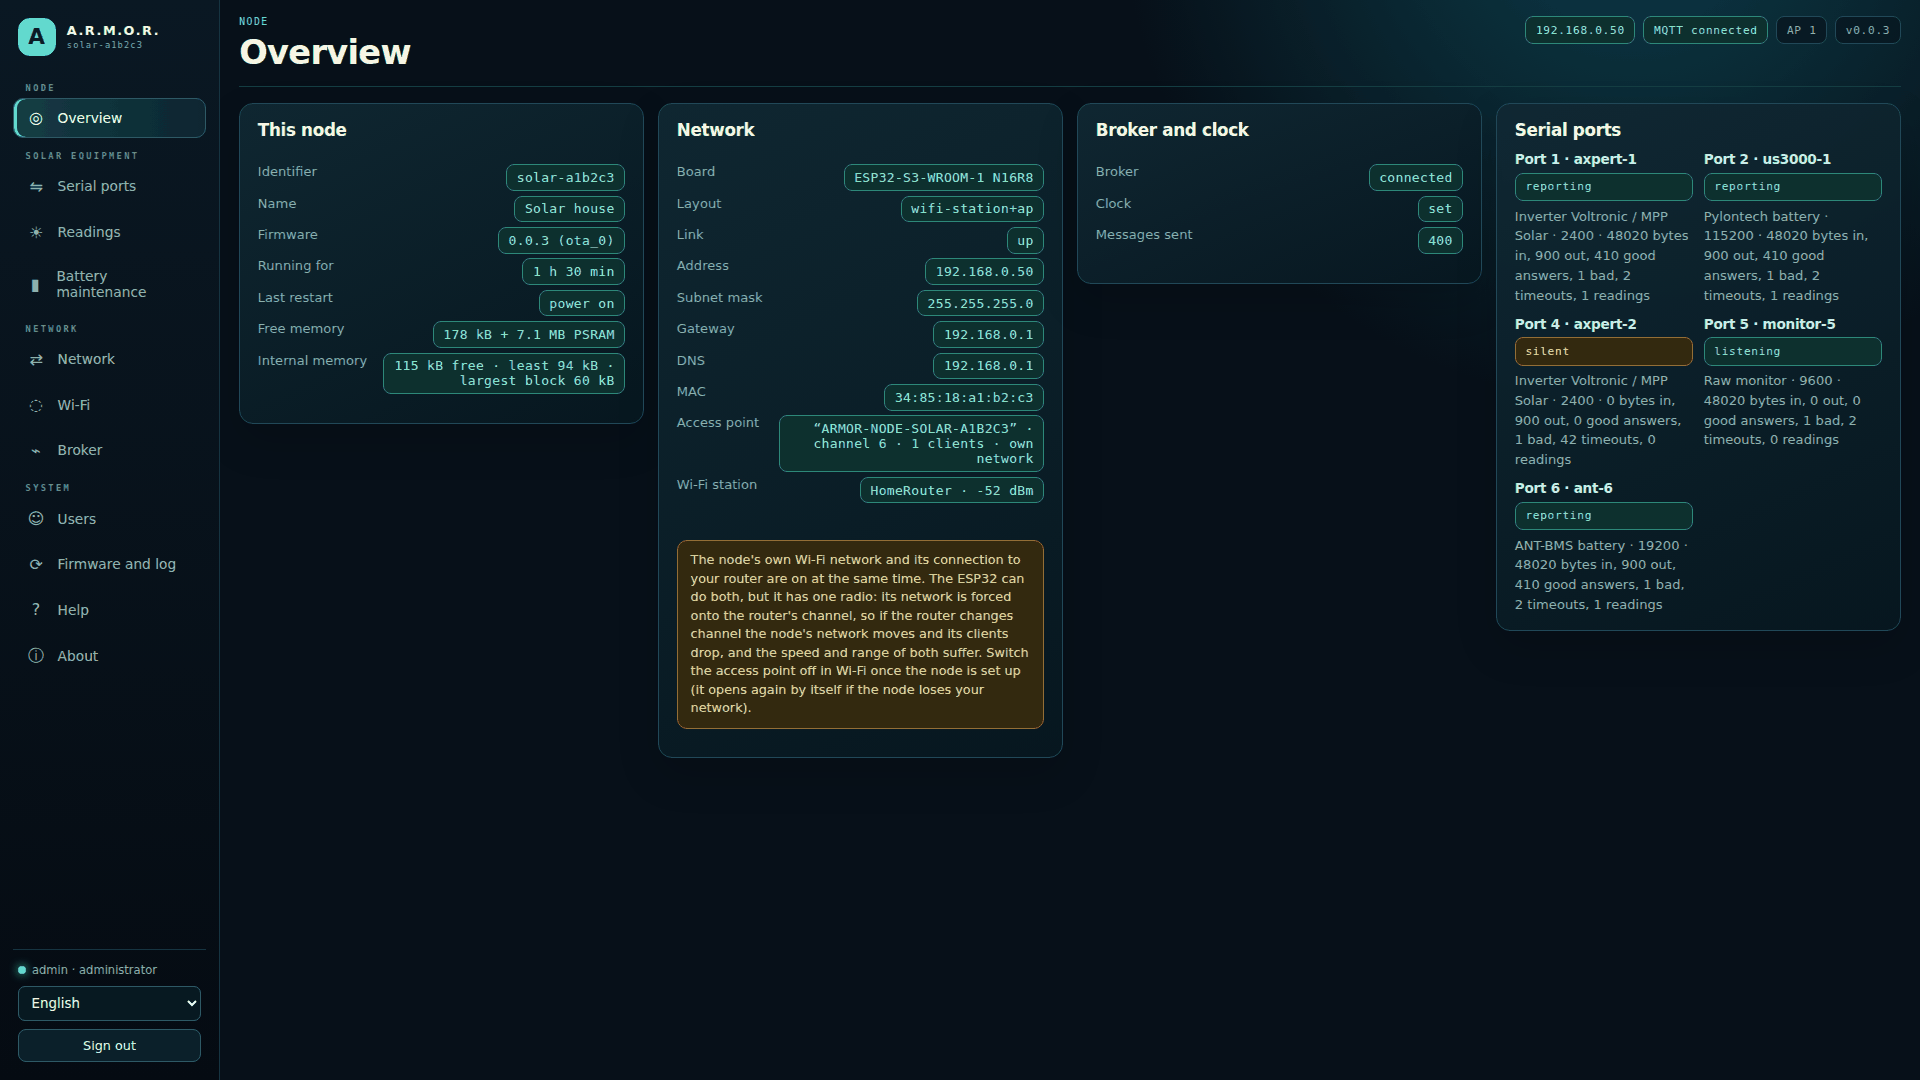 A
A.R.M.O.R.
solar-a1b2c3
NODE
Overview
SOLAR EQUIPMENT
Serial ports
Readings
Battery
maintenance
NETWORK
Network
Wi-Fi
Broker
SYSTEM
Users
Firmware and log
? Help
About
admin · administrator
English
Sign out
NODE
Overview
192.168.0.50
MQTT connected
AP 1
v0.0.3
This node
Identifier solar-a1b2c3
Name Solar house
Firmware 0.0.3 (ota_0)
Running for 1 h 30 min
Last restart power on
Free memory 178 kB + 7.1 MB PSRAM
Internal memory 115 kB free · least 94 kB ·
largest block 60 kB
Network
Board ESP32-S3-WROOM-1 N16R8
Layout wifi-station+ap
Link up
Address 192.168.0.50
Subnet mask 255.255.255.0
Gateway 192.168.0.1
DNS 192.168.0.1
MAC 34:85:18:a1:b2:c3
Access point “ARMOR-NODE-SOLAR-A1B2C3” ·
channel 6 · 1 clients · own
network
Wi-Fi station HomeRouter · -52 dBm
The node's own Wi-Fi network and its connection to
your router are on at the same time. The ESP32 can
do both, but it has one radio: its network is forced
onto the router's channel, so if the router changes
channel the node's network moves and its clients
drop, and the speed and range of both suffer. Switch
the access point off in Wi-Fi once the node is set up
(it opens again by itself if the node loses your
network).
Broker and clock
Broker connected
Clock set
Messages sent 400
Serial ports
Port 1 · axpert-1
reporting
Inverter Voltronic / MPP
Solar · 2400 · 48020 bytes
in, 900 out, 410 good
answers, 1 bad, 2
timeouts, 1 readings
Port 2 · us3000-1
reporting
Pylontech battery ·
115200 · 48020 bytes in,
900 out, 410 good
answers, 1 bad, 2
timeouts, 1 readings
Port 4 · axpert-2
silent
Inverter Voltronic / MPP
Solar · 2400 · 0 bytes in,
900 out, 0 good answers,
1 bad, 42 timeouts, 0
readings
Port 5 · monitor-5
listening
Raw monitor · 9600 ·
48020 bytes in, 0 out, 0
good answers, 1 bad, 2
timeouts, 0 readings
Port 6 · ant-6
reporting
ANT-BMS battery · 19200 ·
48020 bytes in, 900 out,
410 good answers, 1 bad,
2 timeouts, 1 readings